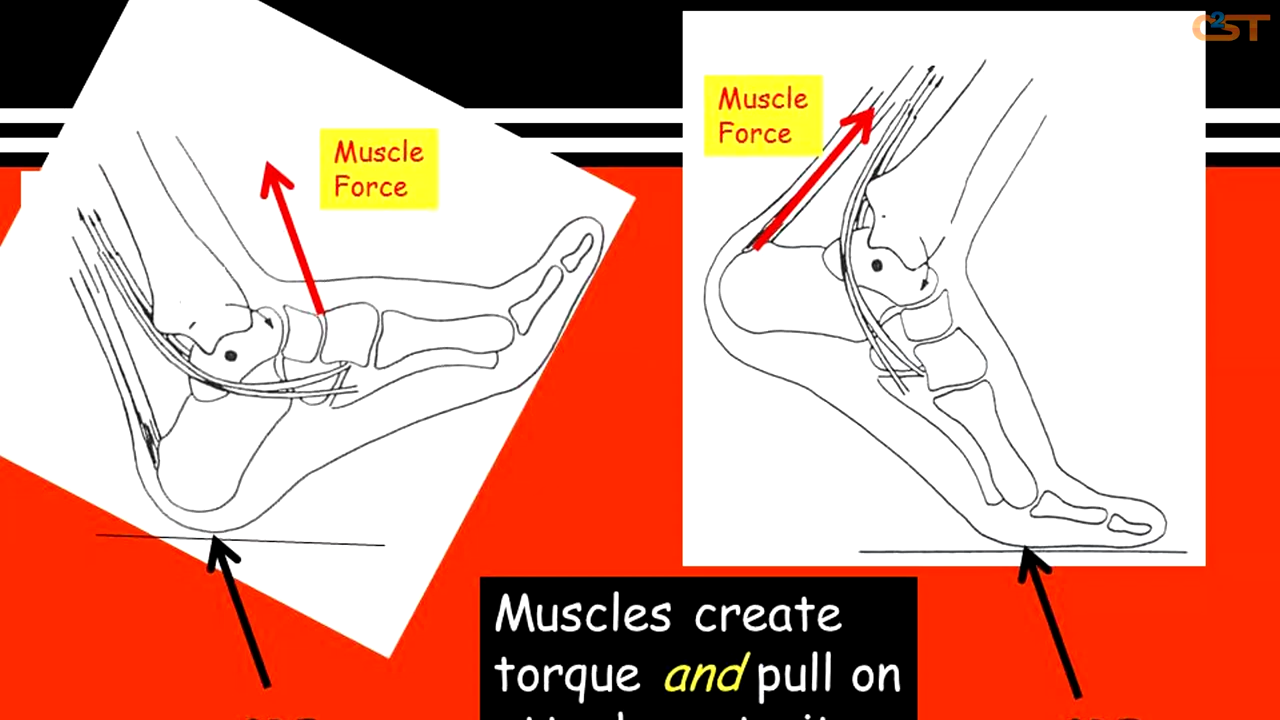 C2ST
Muscle
Force
Muscle
Force
Muscles create
torque and pull on